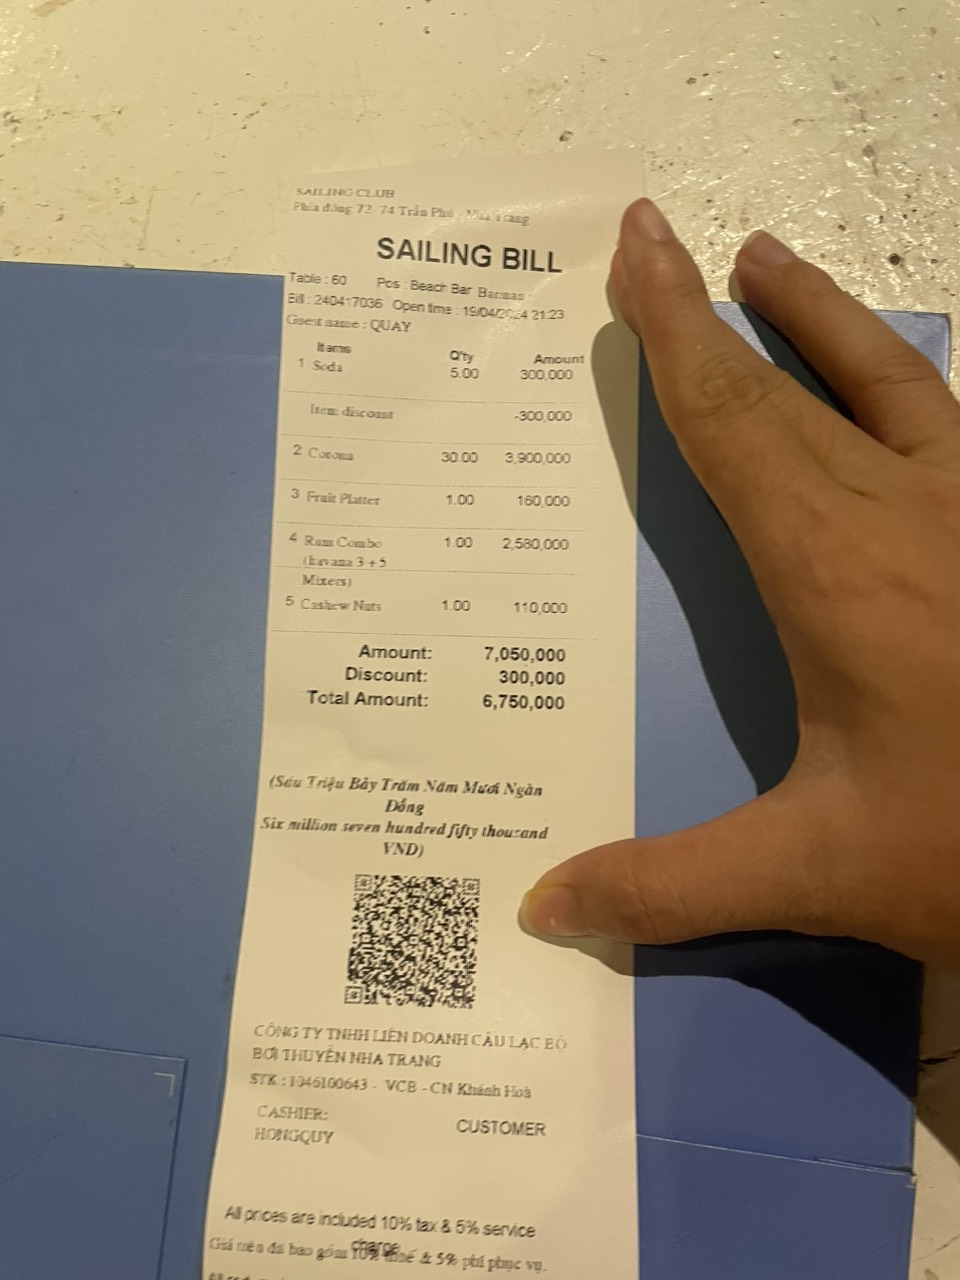 SAILING CLUB
Phía đông 72-74 Trần Phú - Nha Trang
SAILING BILL
Table : 60 Pos : Beach Bar Barman
Bill : 240417036 Open time : 19/04/2024 21:23
Guest name : QUAY
Items Q'ty Amount
1 Soda 5.00 300,000
Item discount -300,000
2 Corona 30.00 3,900,000
3 Fruit Platter 1.00 160,000
4 Rum Combo 1.00 2,580,000
(havana 3 + 5
Mixers)
5 Cashew Nuts 1.00 110,000
Amount: 7,050,000
Discount: 300,000
Total Amount: 6,750,000
(Sáu Triệu Bảy Trăm Năm Mươi Ngàn
Đồng
Six million seven hundred fifty thousand
VND)
CÔNG TY TNHH LIÊN DOANH CÂU LẠC BỘ
BƠI THUYỀN NHA TRANG
STK : 1046100643 - VCB - CN Khánh Hoà
CASHIER: CUSTOMER
HONGQUY
All prices are included 10% tax & 5% service
charge
Giá trên đã bao gồm 10% thuế & 5% phí phục vụ.